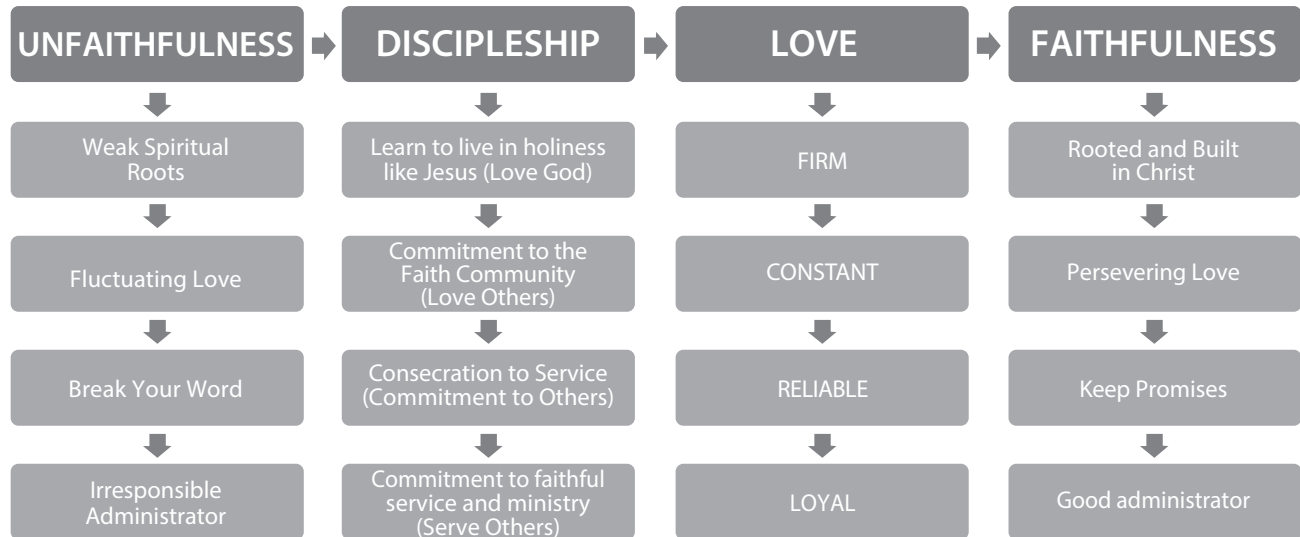 UNFAITHFULNESS
DISCIPLESHIP
LOVE
FAITHFULNESS
Weak Spiritual
Roots
Learn to live in holiness
like Jesus (Love God)
FIRM
Rooted and Built
in Christ
Fluctuating Love
Commitment to the
Faith Community
(Love Others)
CONSTANT
Persevering Love
Break Your Word
Consecration to Service
(Commitment to Others)
RELIABLE
Keep Promises
Irresponsible
Administrator
Commitment to faithful
service and ministry
(Serve Others)
LOYAL
Good administrator